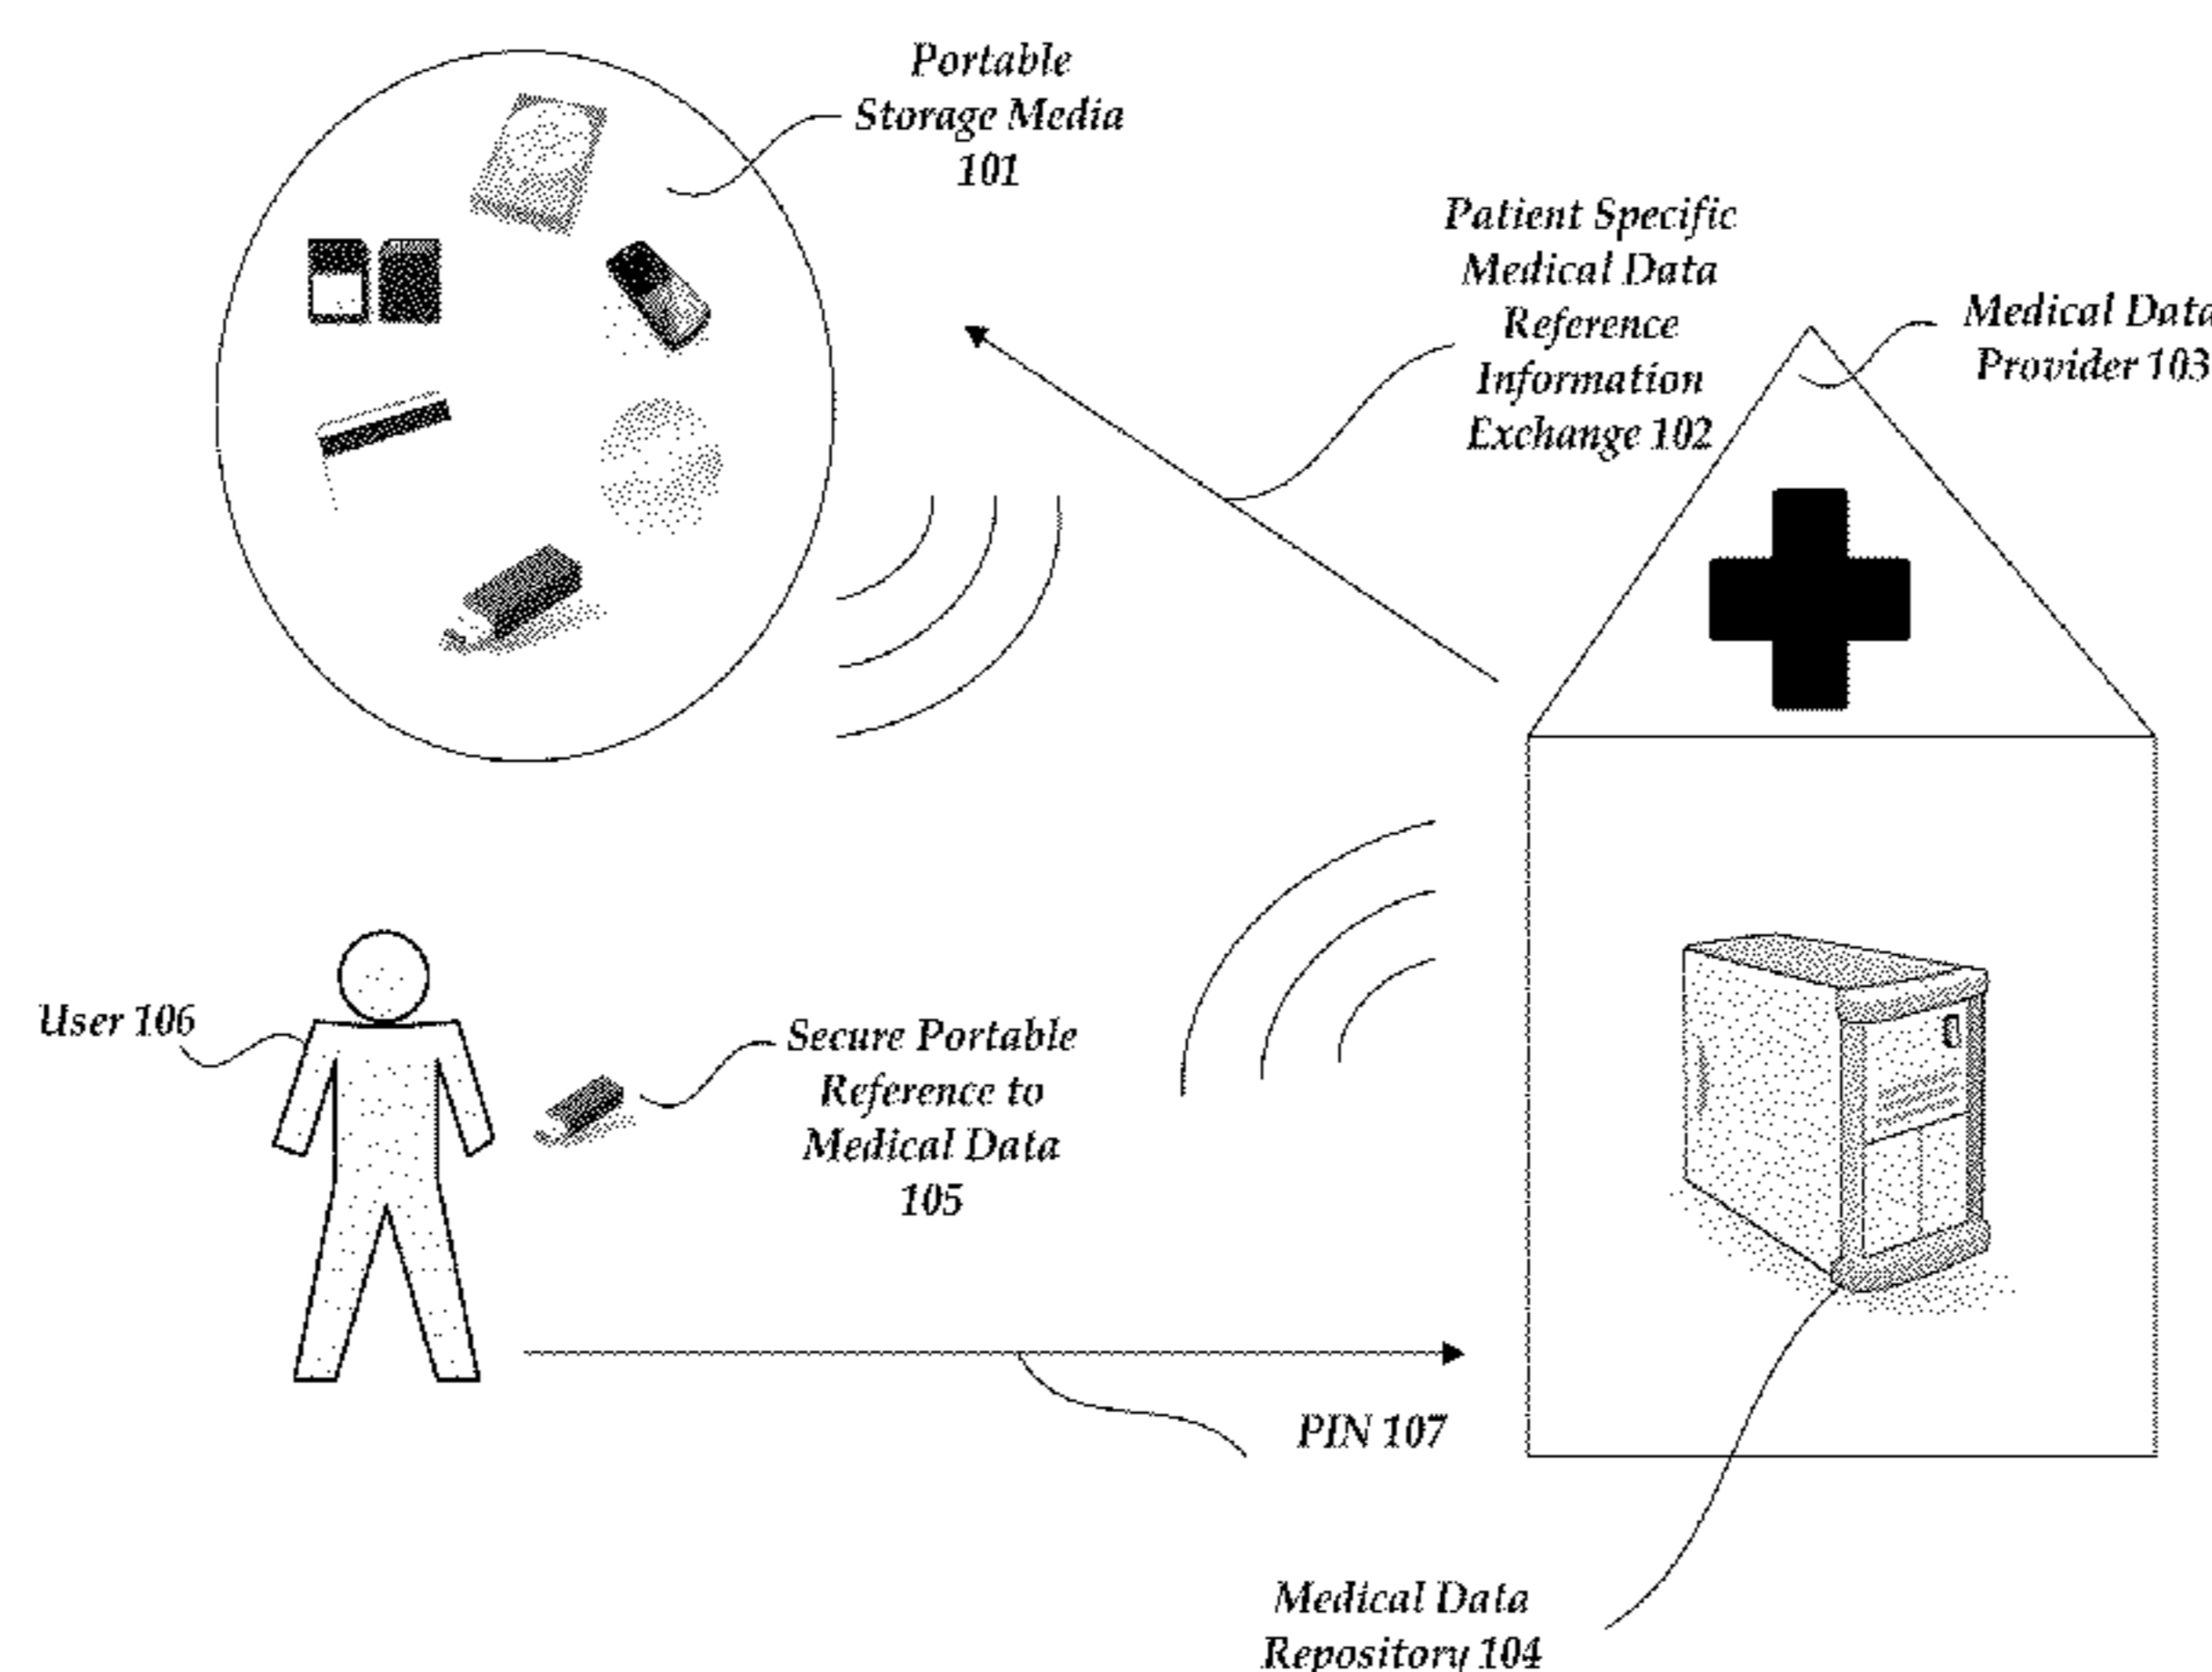 Portable
Storage Media
101
Patient Specific
Medical Data
Reference
Information
Exchange 102
Medical Data
Provider 103
User 106
Secure Portable
Reference to
Medical Data
105
PIN 107
Medical Data
Repository 104